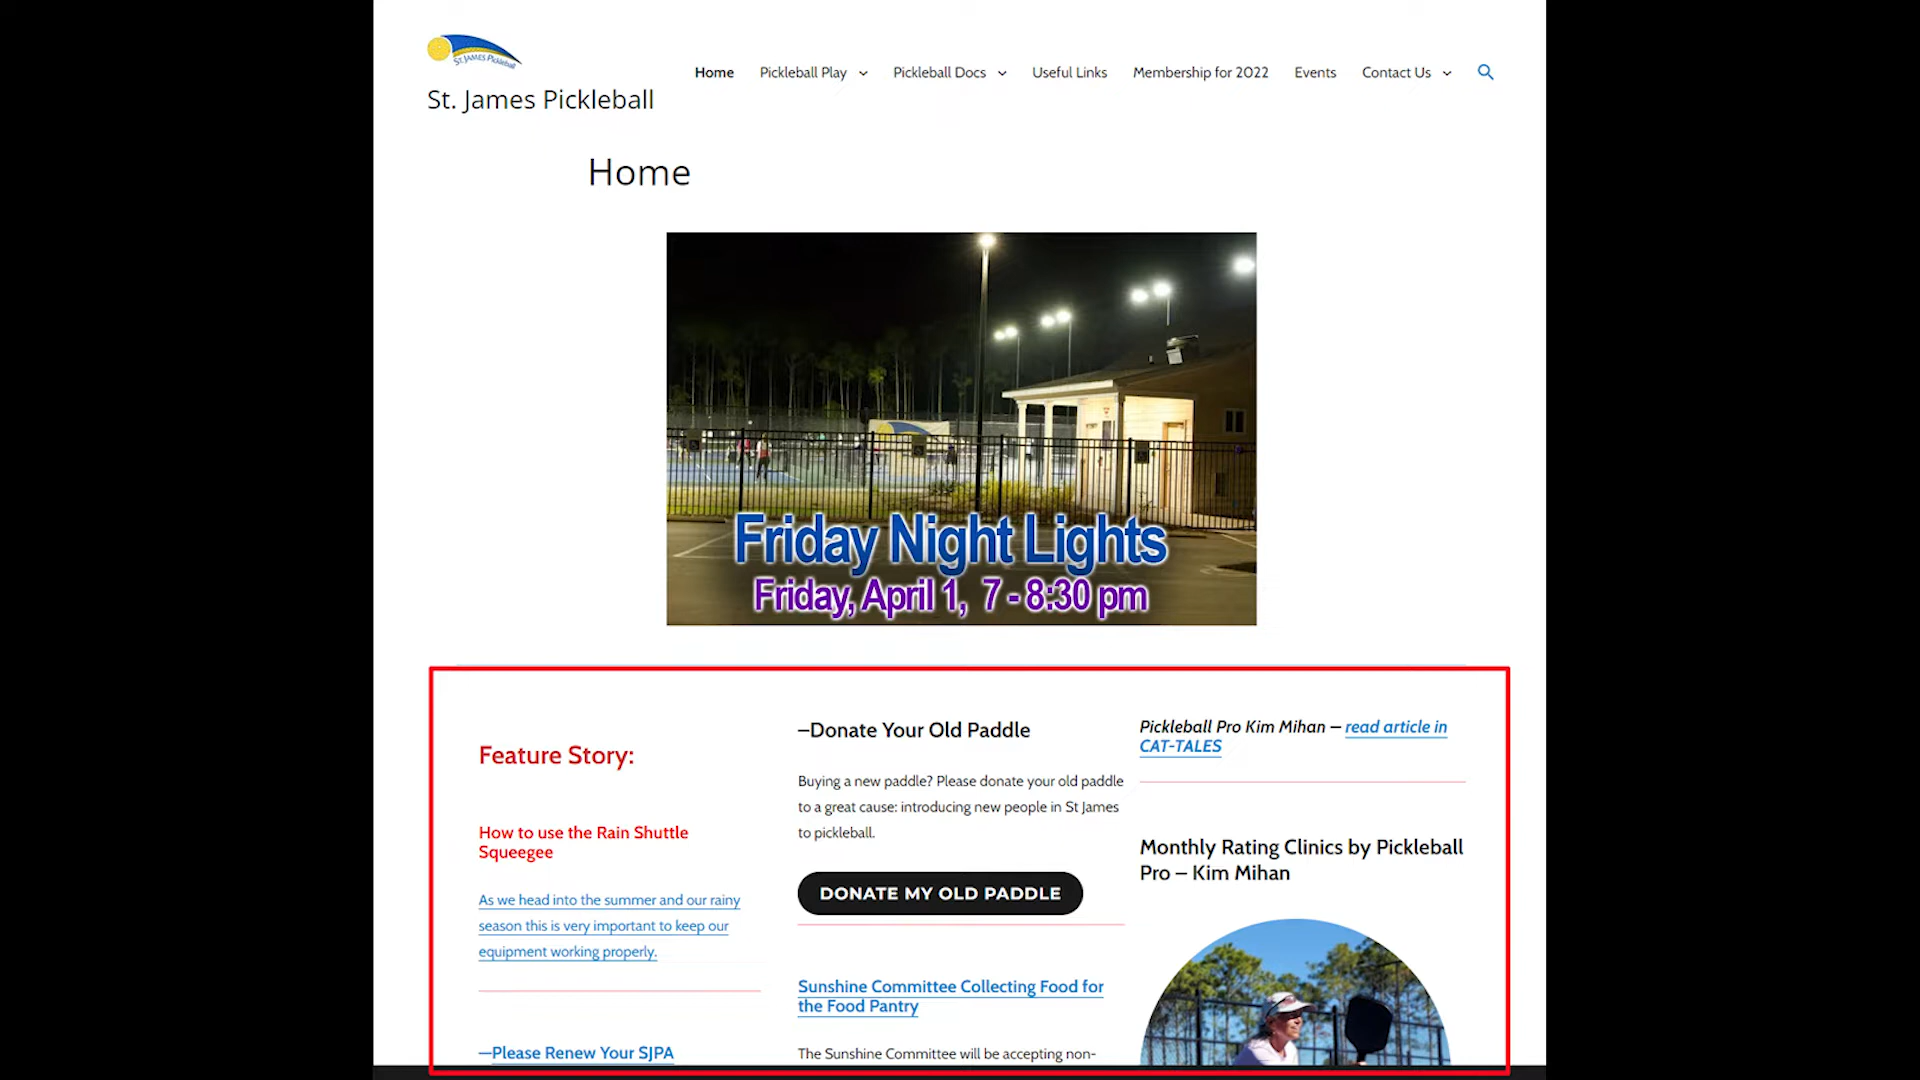 St. JAMES Pickleball
St. James Pickleball
Home
Pickleball Play
Pickleball Docs
Useful Links
Membership for 2022
Events
Contact Us
Home
Friday Night Lights
Friday, April 1, 7 - 8:30 pm
Feature Story:
How to use the Rain Shuttle
Squeegee
As we head into the summer and our rainy
season this is very important to keep our
equipment working properly.
—Please Renew Your SJPA
–Donate Your Old Paddle
Buying a new paddle? Please donate your old paddle
to a great cause: introducing new people in St James
to pickleball.
DONATE MY OLD PADDLE
Sunshine Committee Collecting Food for
the Food Pantry
The Sunshine Committee will be accepting non-
Pickleball Pro Kim Mihan – read article in
CAT-TALES
Monthly Rating Clinics by Pickleball
Pro – Kim Mihan